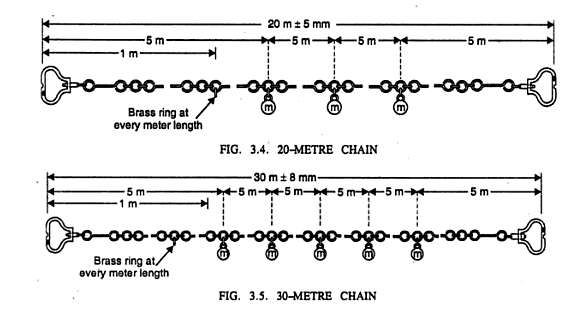 20 m ± 5 mm
5 m 5 m 5 m 5 m
1 m
Brass ring at
every meter length
m m m
FIG. 3.4. 20-METRE CHAIN
30 m ± 8 mm
5 m 5 m 5 m 5 m 5 m 5 m
1 m
Brass ring at
every meter length
m m m m m
FIG. 3.5. 30-METRE CHAIN